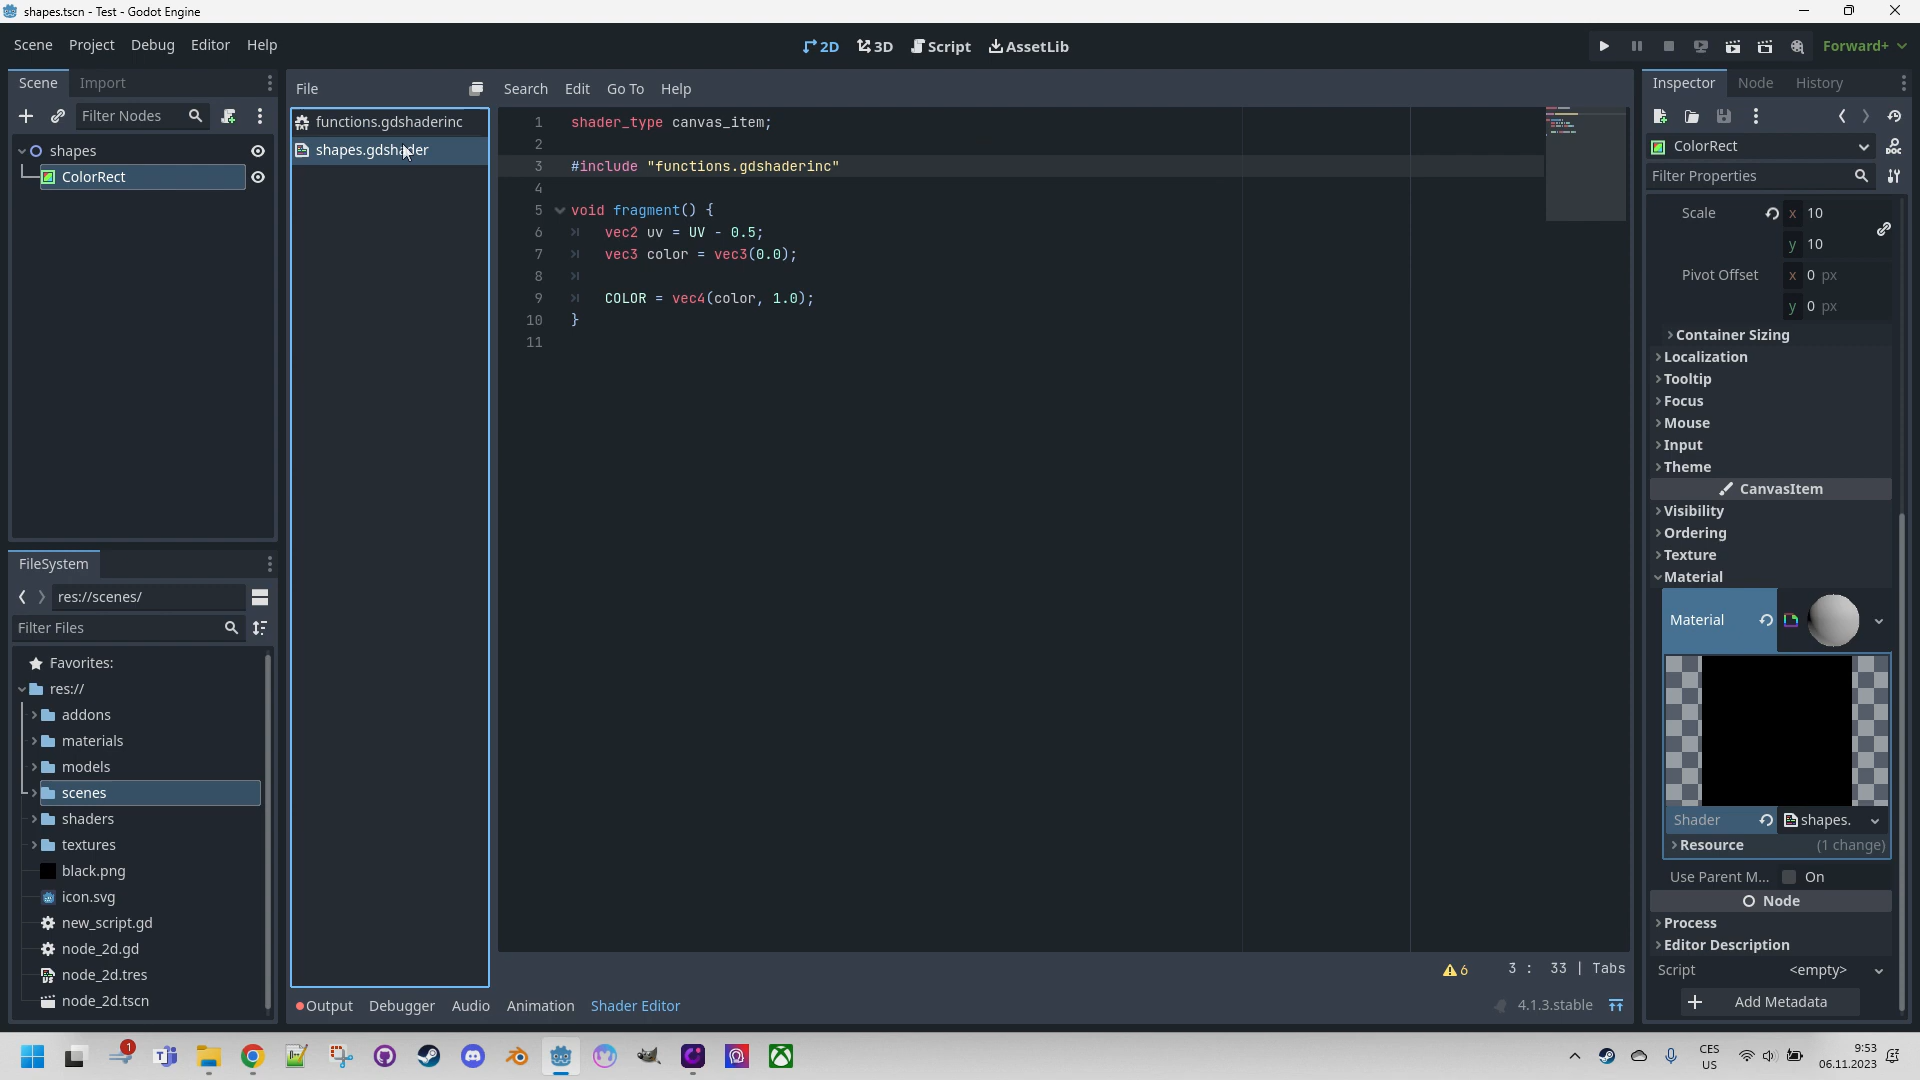 shapes.tscn - Test - Godot Engine
Scene Project Debug Editor Help
2D 3D Script AssetLib
Forward+
Scene Import
Filter Nodes
shapes
ColorRect
FileSystem
res://scenes/
Filter Files
Favorites:
res://
addons
materials
models
scenes
shaders
textures
black.png
icon.svg
new_script.gd
node_2d.gd
node_2d.tres
node_2d.tscn
File
Search Edit Go To Help
functions.gdshaderinc
shapes.gdshader
1 shader_type canvas_item;
2
3 #include "functions.gdshaderinc"
4
5 void fragment() {
6 vec2 uv = UV - 0.5;
7 vec3 color = vec3(0.0);
8
9 COLOR = vec4(color, 1.0);
10 }
11
6 3 : 33 | Tabs
Output Debugger Audio Animation Shader Editor
4.1.3.stable
Inspector Node History
ColorRect
Filter Properties
Scale x 10
y 10
Pivot Offset x 0 px
y 0 px
Container Sizing
Localization
Tooltip
Focus
Mouse
Input
Theme
CanvasItem
Visibility
Ordering
Texture
Material
Material
Shader shapes.
Resource (1 change)
Use Parent M... On
Node
Process
Editor Description
Script <empty>
Add Metadata
1
CES
US
9:53
06.11.2023